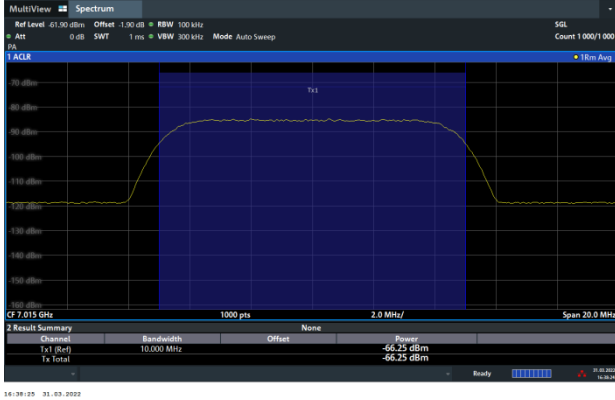 MultiView Spectrum
Ref Level -61.90 dBm Offset -1.90 dB RBW 100 kHz SGL
Att 0 dB SWT 1 ms VBW 300 kHz Mode Auto Sweep Count 1000/1000
PA
1 ACLR 1Rm Avg
-70 dBm
Tx1
-80 dBm
-90 dBm
-100 dBm
-110 dBm
-120 dBm
-130 dBm
-140 dBm
-150 dBm
-160 dBm
CF 7.015 GHz 1000 pts 2.0 MHz/ Span 20.0 MHz
2 Result Summary None
Channel Bandwidth Offset Power
Tx1 (Ref) 10.000 MHz -66.25 dBm
Tx Total -66.25 dBm
Ready 31.03.2022
16:38:24
16:38:25 31.03.2022